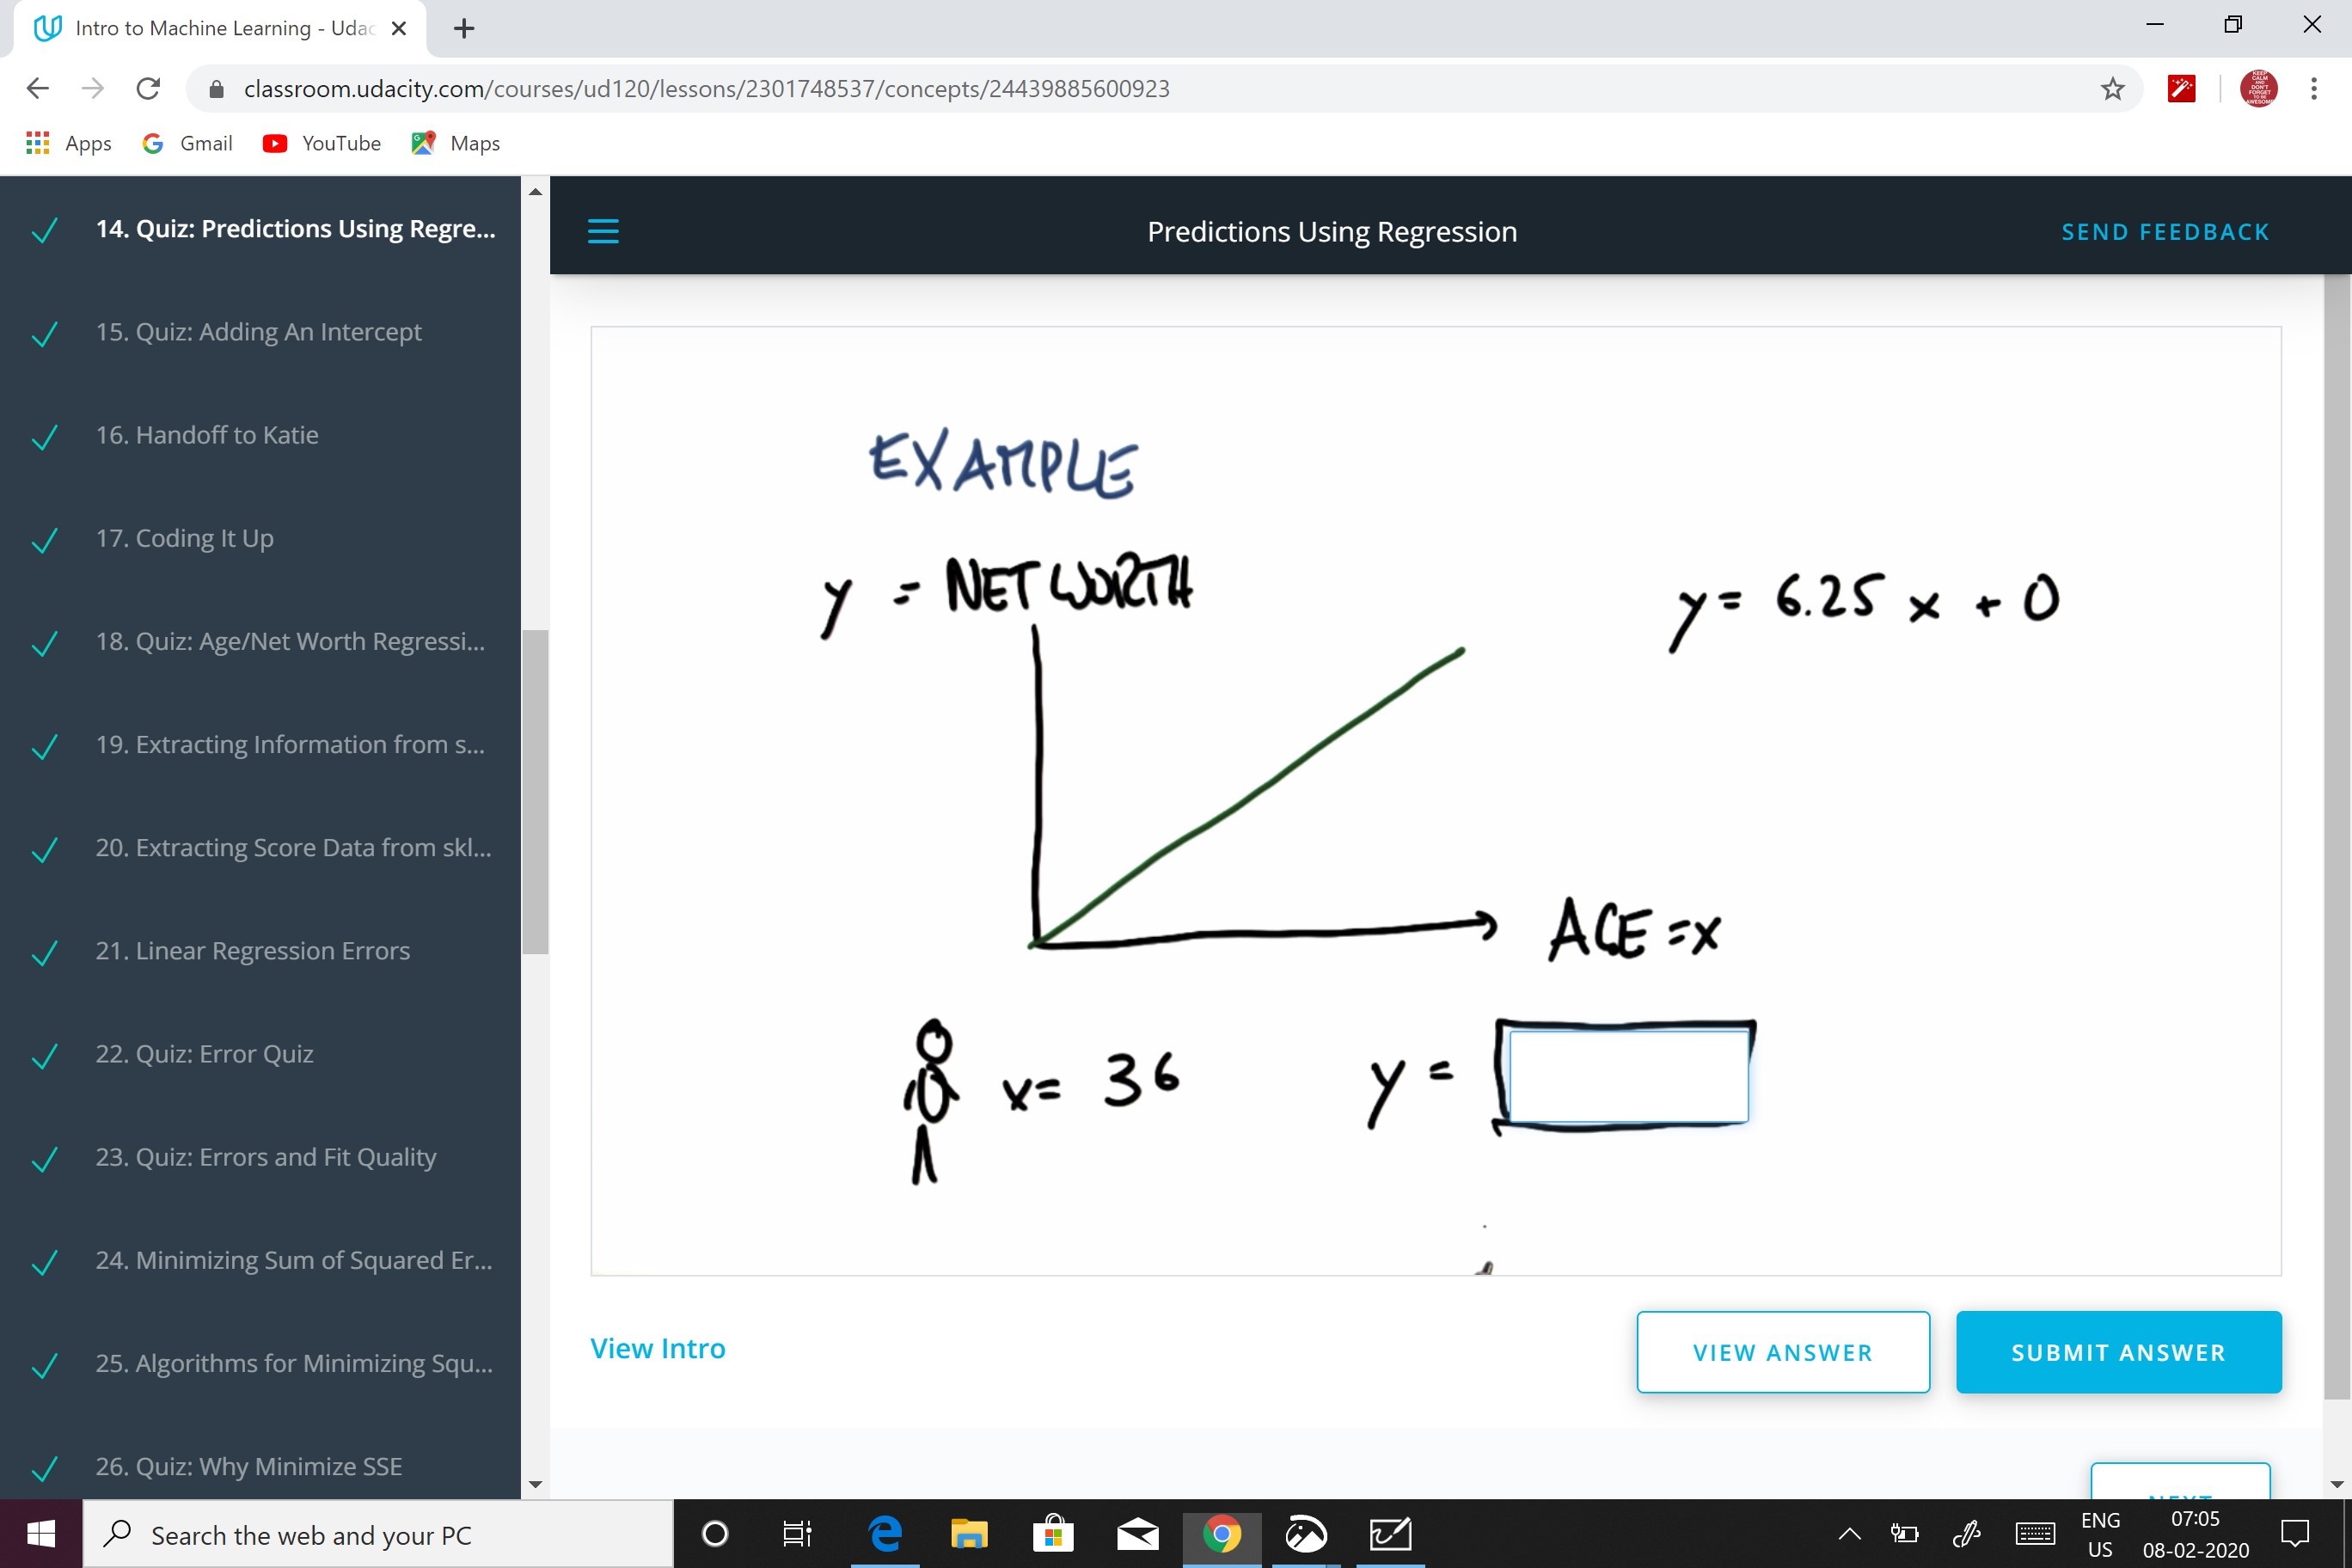 Intro to Machine Learning - Udac
classroom.udacity.com/courses/ud120/lessons/2301748537/concepts/24439885600923
Apps Gmail YouTube Maps
14. Quiz: Predictions Using Regre...
15. Quiz: Adding An Intercept
16. Handoff to Katie
17. Coding It Up
18. Quiz: Age/Net Worth Regressi...
19. Extracting Information from s...
20. Extracting Score Data from skl...
21. Linear Regression Errors
22. Quiz: Error Quiz
23. Quiz: Errors and Fit Quality
24. Minimizing Sum of Squared Er...
25. Algorithms for Minimizing Squ...
26. Quiz: Why Minimize SSE
Predictions Using Regression
SEND FEEDBACK
EXAMPLE
y = NET WORTH
y = 6.25 x + 0
AGE = x
x = 36
y =
View Intro
VIEW ANSWER
SUBMIT ANSWER
NEXT
Search the web and your PC
ENG
US
07:05
08-02-2020